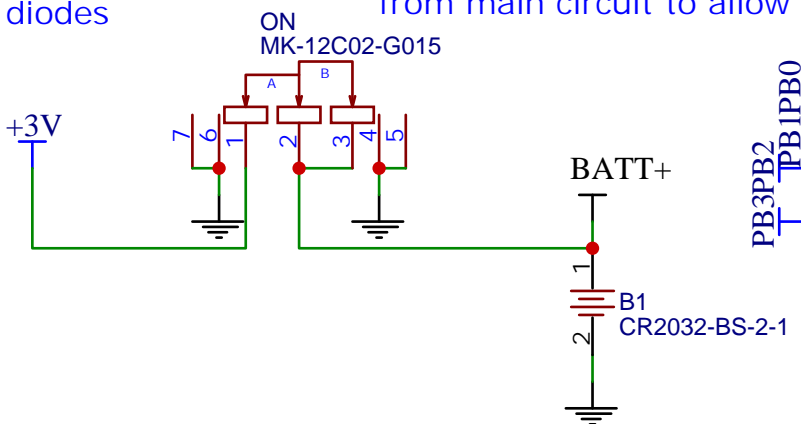 diodes
from main circuit to allow
ON
MK-12C02-G015
A
B
+3V
7
6
1
2
3
4
5
BATT+
PB3PB2
PB1PB0
1
B1
CR2032-BS-2-1
2